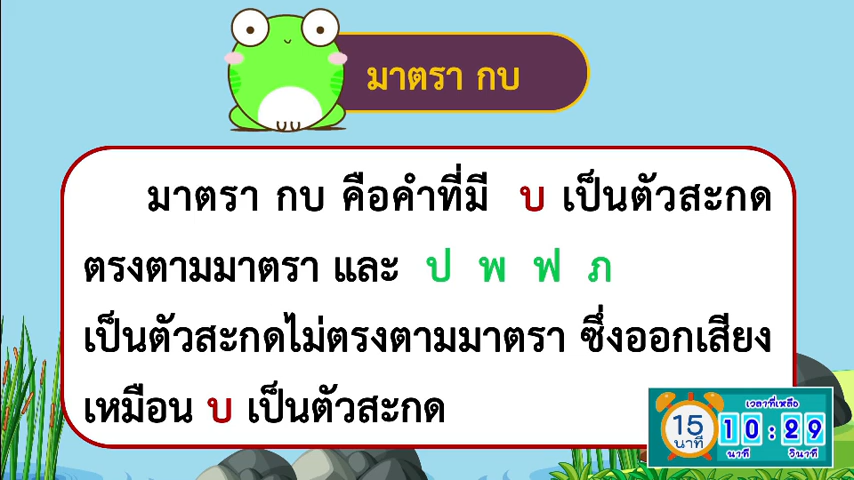 มาตรา กบ
มาตรา กบ คือคำที่มี บ เป็นตัวสะกด
ตรงตามมาตรา และ ป พ ฟ ภ
เป็นตัวสะกดไม่ตรงตามมาตรา ซึ่งออกเสียง
เหมือน บ เป็นตัวสะกด
เวลาที่เหลือ
15 นาที
10 : 29
นาที วินาที